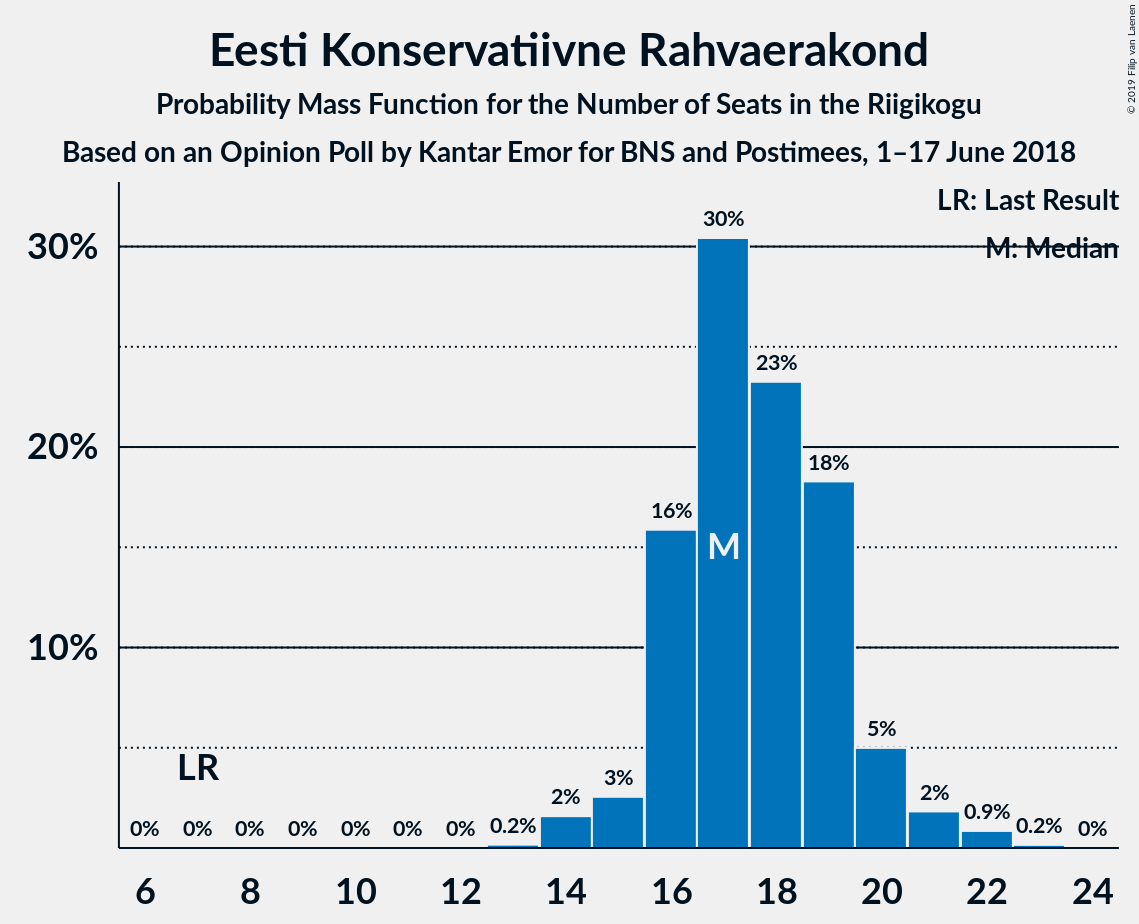 Eesti Konservatiivne Rahvaerakond
Probability Mass Function for the Number of Seats in the Riigikogu
Based on an Opinion Poll by Kantar Emor for BNS and Postimees, 1–17 June 2018
© 2019 Filip van Laenen
LR: Last Result
M: Median
30%
20%
10%
0% 0% 0% 0% 0% 0% 0% 0.2% 2% 3% 16% 30% 23% 18% 5% 2% 0.9% 0.2% 0%
LR
M
6 8 10 12 14 16 18 20 22 24